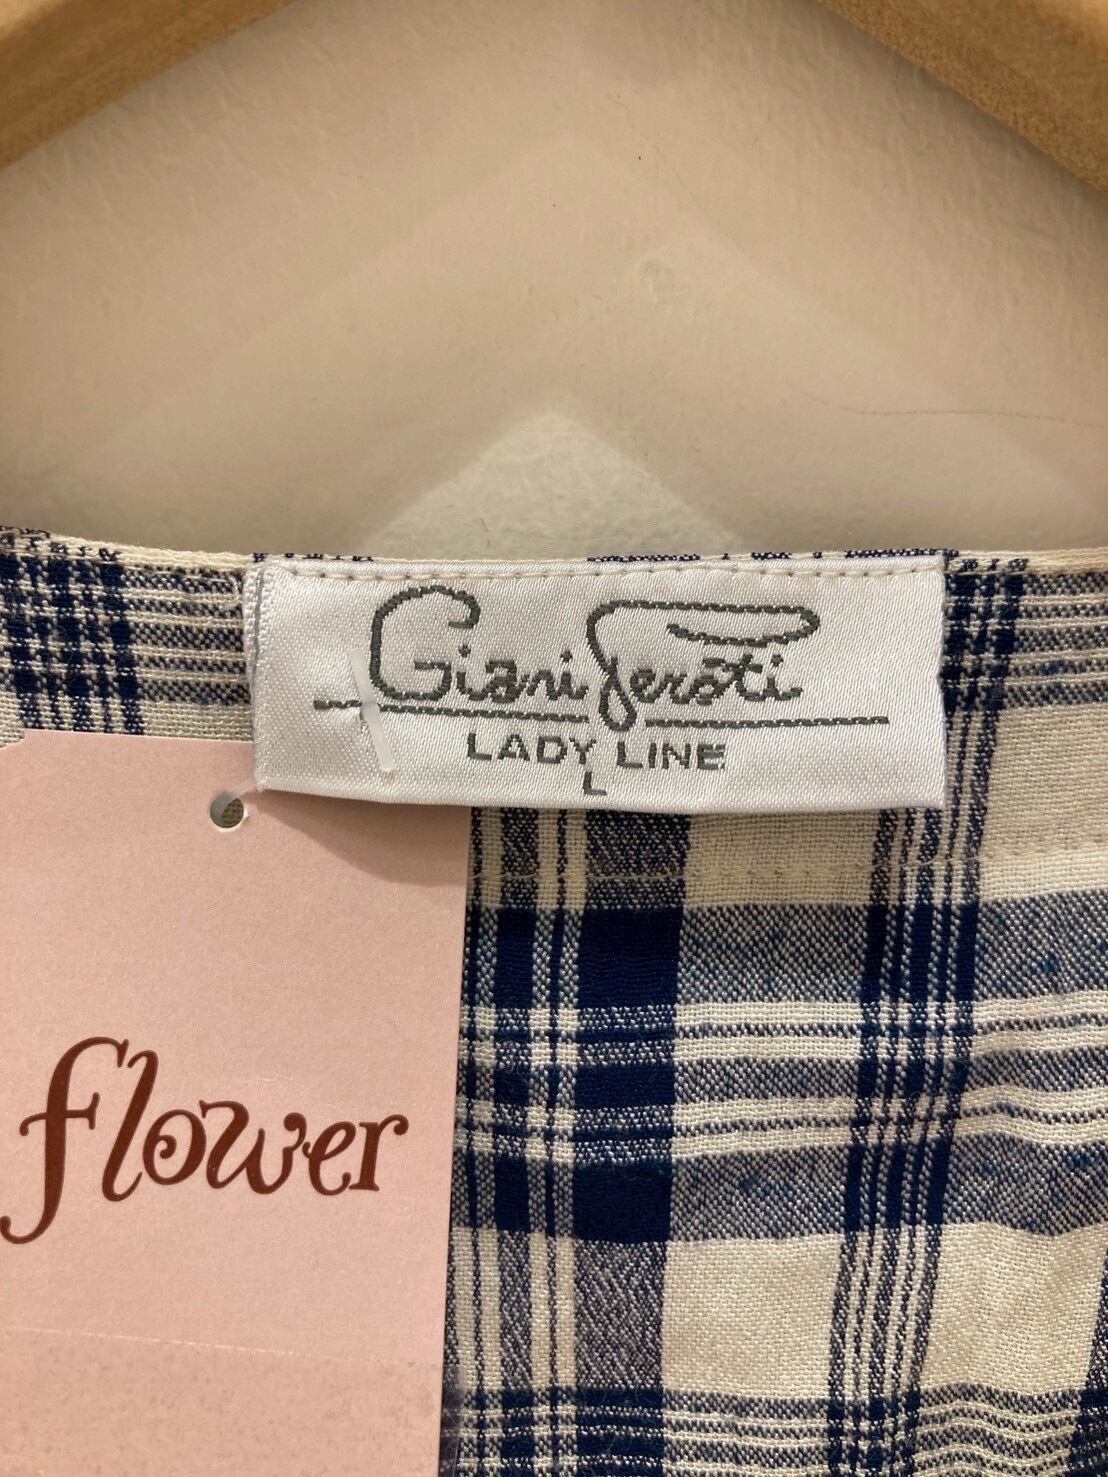 Giani Feroti
LADY LINE
L
flower